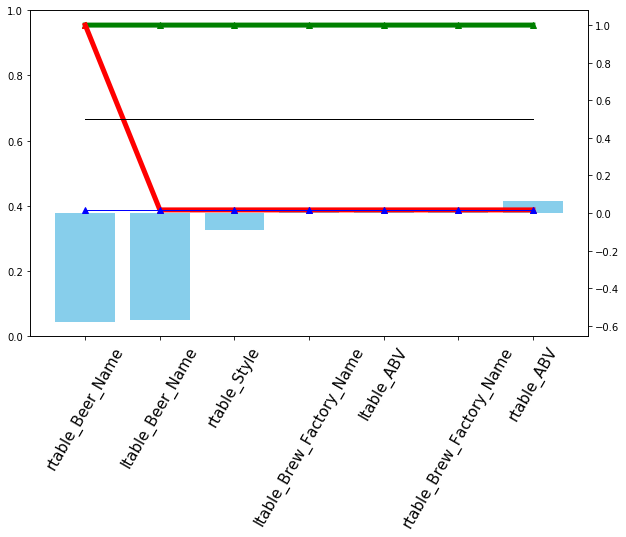 1.0
0.8
0.6
0.4
0.2
0.0
1.0
0.8
0.6
0.4
0.2
0.0
−0.2
−0.4
−0.6
rtable_Beer_Name
ltable_Beer_Name
rtable_Style
ltable_Brew_Factory_Name
ltable_ABV
rtable_Brew_Factory_Name
rtable_ABV